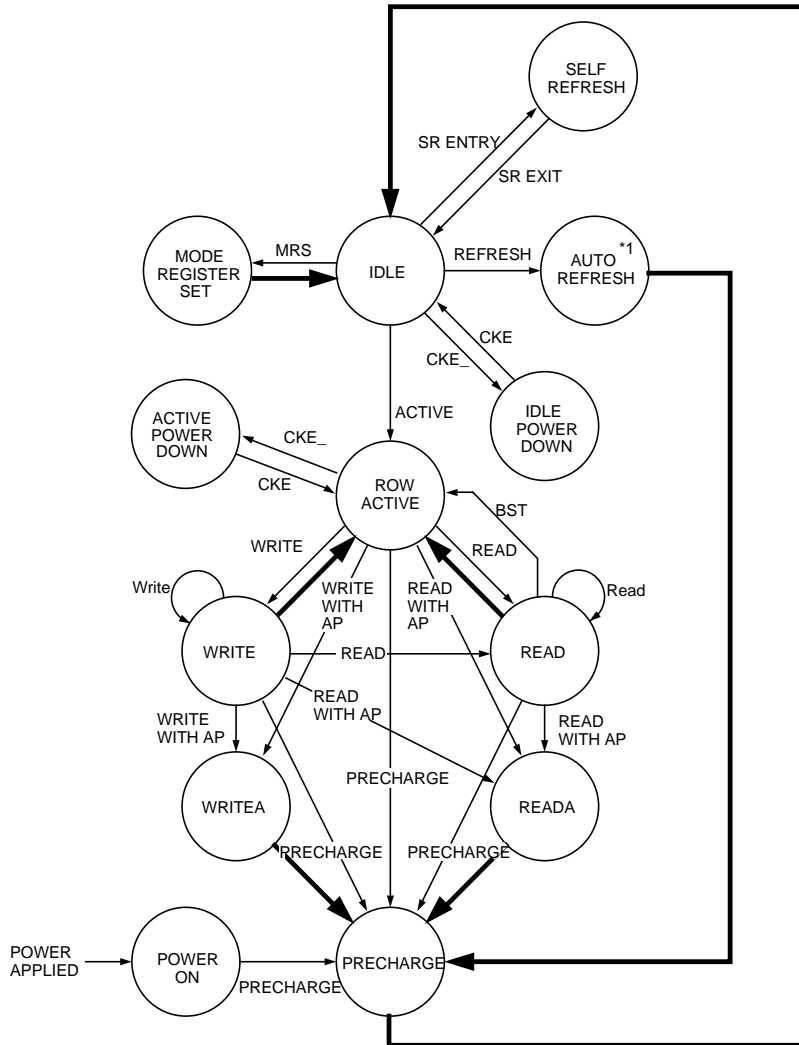 SELF
REFRESH
SR ENTRY
SR EXIT
MODE
REGISTER
SET
MRS
IDLE
REFRESH
*1
AUTO
REFRESH
CKE
CKE_
IDLE
POWER
DOWN
ACTIVE
ACTIVE
POWER
DOWN
CKE_
CKE
ROW
ACTIVE
BST
WRITE
READ
WRITE
WITH
AP
READ
WITH
AP
Write
Read
WRITE
READ
READ
READ
WITH AP
WRITE
WITH AP
READ
WITH AP
PRECHARGE
WRITEA
READA
PRECHARGE
PRECHARGE
POWER
APPLIED
POWER
ON
PRECHARGE
PRECHARGE